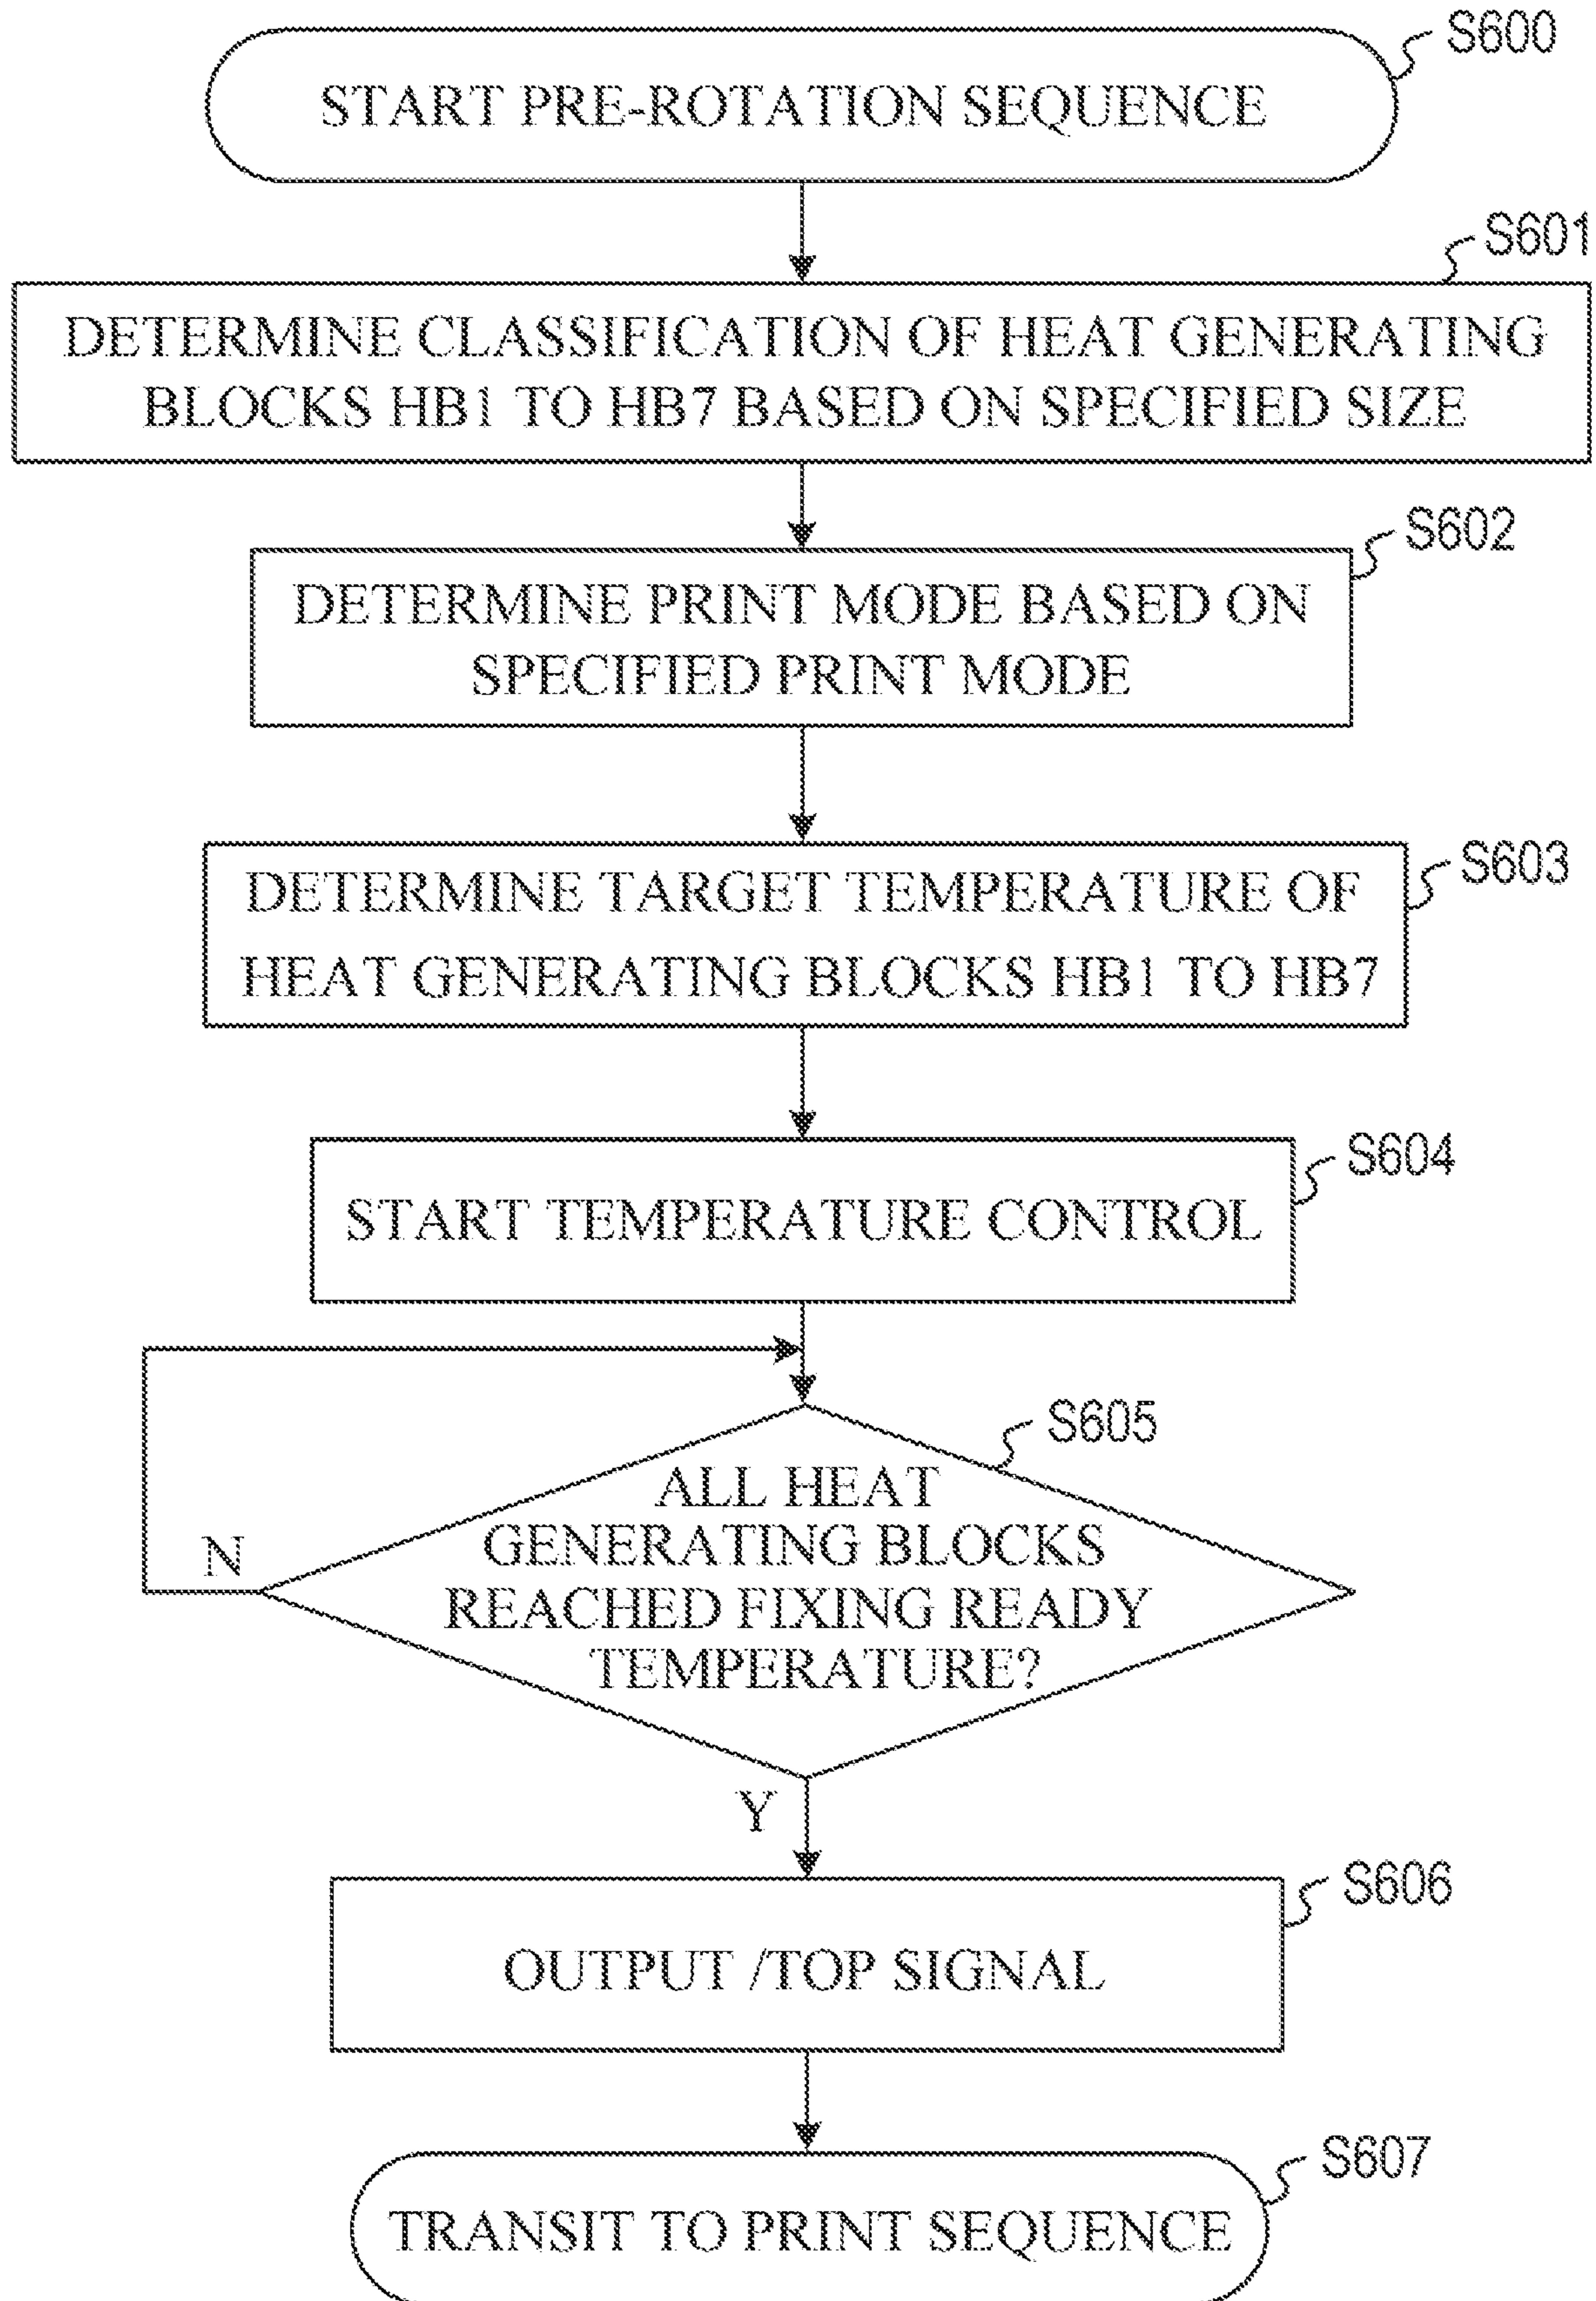 S600
START PRE-ROTATION SEQUENCE
S601
DETERMINE CLASSIFICATION OF HEAT GENERATING
BLOCKS HB1 TO HB7 BASED ON SPECIFIED SIZE
S602
DETERMINE PRINT MODE BASED ON
SPECIFIED PRINT MODE
S603
DETERMINE TARGET TEMPERATURE OF
HEAT GENERATING BLOCKS HB1 TO HB7
S604
START TEMPERATURE CONTROL
S605
ALL HEAT
GENERATING BLOCKS
REACHED FIXING READY
TEMPERATURE?
N
Y
S606
OUTPUT /TOP SIGNAL
S607
TRANSIT TO PRINT SEQUENCE